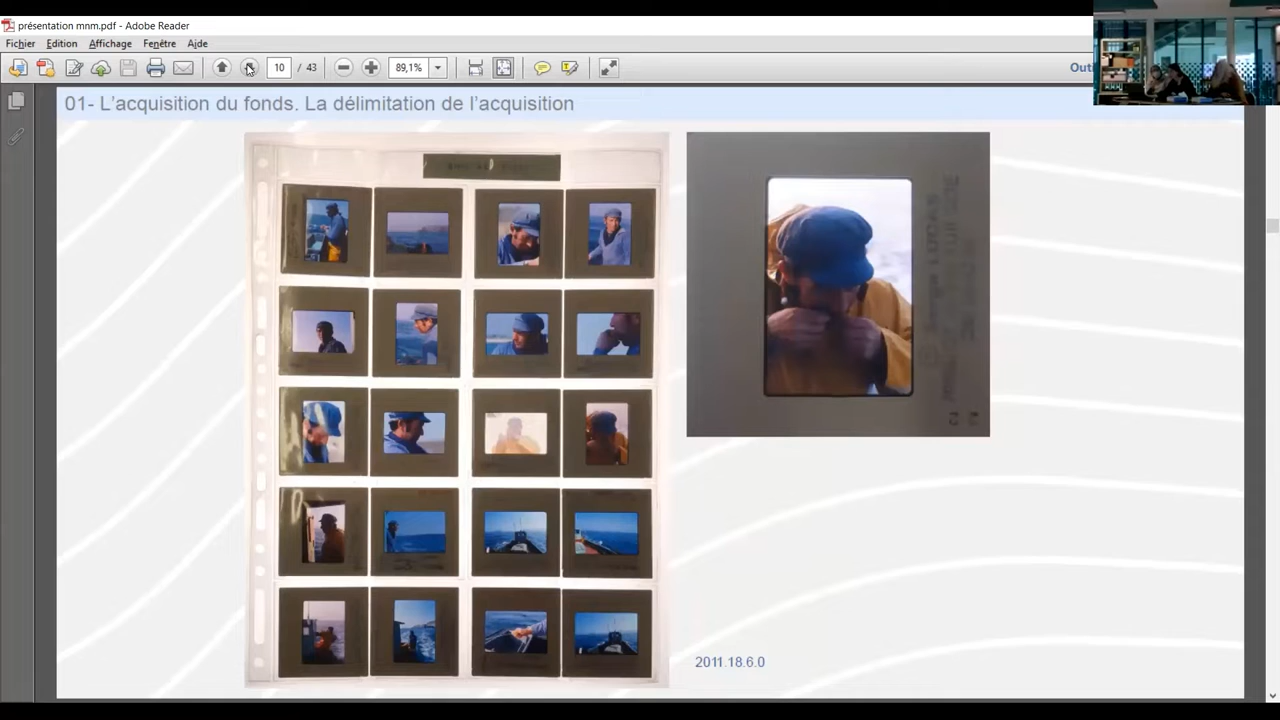 présentation mnm.pdf - Adobe Reader
Fichier Edition Affichage Fenêtre Aide
10 / 43 89,1%
01- L'acquisition du fonds. La délimitation de l'acquisition
2011.18.6.0